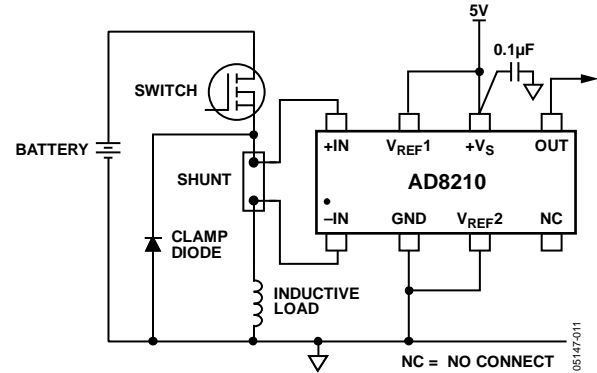 5V
0.1µF
SWITCH
BATTERY
+IN
VREF1
+VS
OUT
SHUNT
AD8210
–IN
GND
VREF2
NC
CLAMP
DIODE
INDUCTIVE
LOAD
NC = NO CONNECT
05147-011